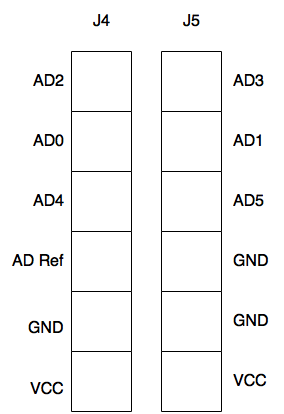 J4 J5
AD2 AD3
AD0 AD1
AD4 AD5
AD Ref GND
GND GND
VCC VCC